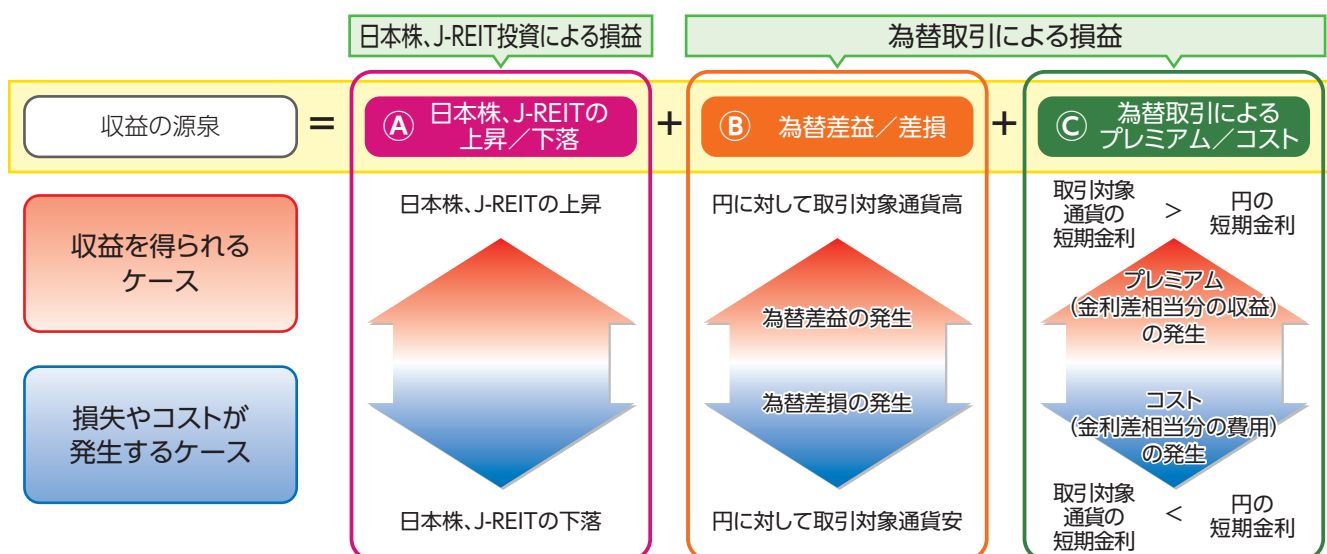 日本株、J-REIT投資による損益
為替取引による損益
収益の源泉
=
Ⓐ
日本株、J-REITの
上昇／下落
+
Ⓑ
為替差益／差損
+
Ⓒ
為替取引による
プレミアム／コスト
収益を得られる
ケース
日本株、J-REITの上昇
円に対して取引対象通貨高
取引対象
通貨の
短期金利
＞
円の
短期金利
為替差益の発生
プレミアム
（金利差相当分の収益）
の発生
損失やコストが
発生するケース
為替差損の発生
コスト
（金利差相当分の費用）
の発生
日本株、J-REITの下落
円に対して取引対象通貨安
取引対象
通貨の
短期金利
＜
円の
短期金利